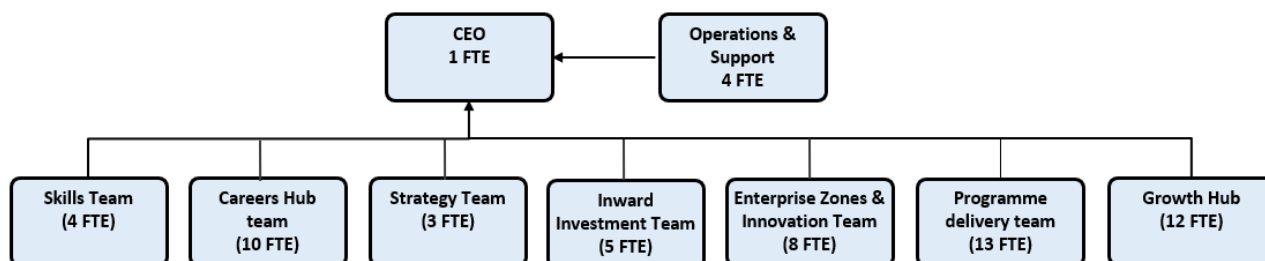 CEO
1 FTE
Operations &
Support
4 FTE
Skills Team
(4 FTE)
Careers Hub
team
(10 FTE)
Strategy Team
(3 FTE)
Inward
Investment Team
(5 FTE)
Enterprise Zones &
Innovation Team
(8 FTE)
Programme
delivery team
(13 FTE)
Growth Hub
(12 FTE)